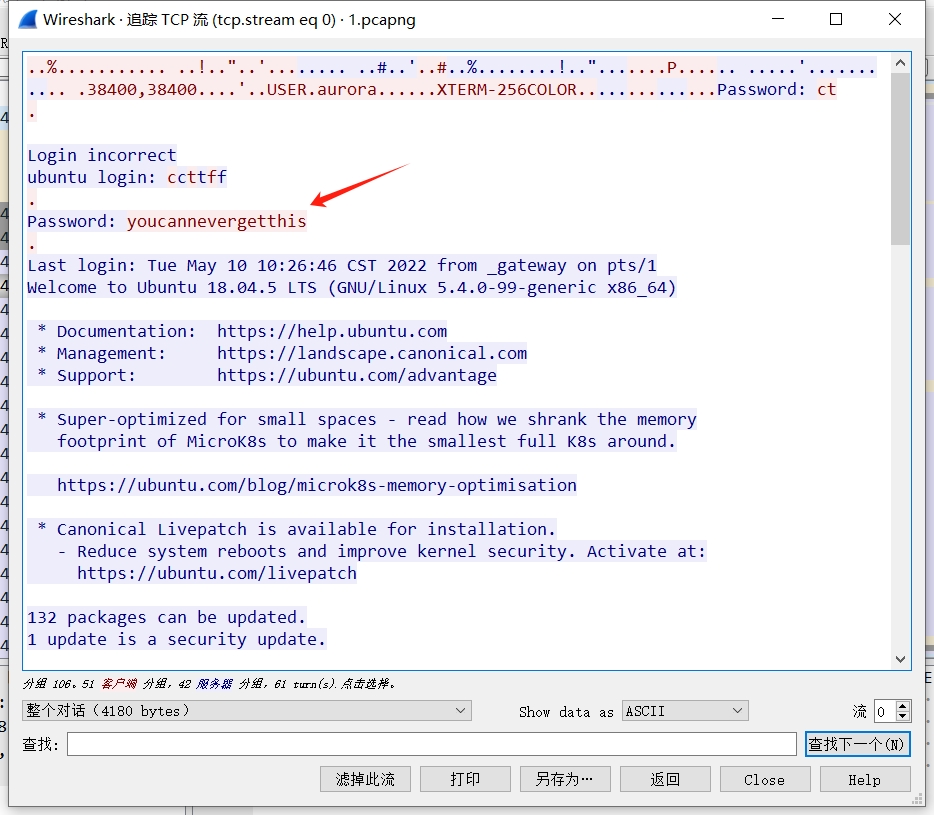 Wireshark · 追踪 TCP 流 (tcp.stream eq 0) · 1.pcapng
..%........... ..!.."..'......... ..#..'..#..%........!..".......P...... .....'.......
.... .38400,38400....'..USER.aurora......XTERM-256COLOR..............Password: ct
.
Login incorrect
ubuntu login: ccttff
.
Password: youcannevergetthis
.
Last login: Tue May 10 10:26:46 CST 2022 from _gateway on pts/1
Welcome to Ubuntu 18.04.5 LTS (GNU/Linux 5.4.0-99-generic x86_64)
* Documentation: https://help.ubuntu.com
* Management: https://landscape.canonical.com
* Support: https://ubuntu.com/advantage
* Super-optimized for small spaces - read how we shrank the memory
footprint of MicroK8s to make it the smallest full K8s around.
https://ubuntu.com/blog/microk8s-memory-optimisation
* Canonical Livepatch is available for installation.
- Reduce system reboots and improve kernel security. Activate at:
https://ubuntu.com/livepatch
132 packages can be updated.
1 update is a security update.
分组 106。51 客户端 分组，42 服务器 分组，61 turn(s).点击选择。
整个对话（4180 bytes）
Show data as ASCII
流 0
查找:
查找下一个(N)
滤掉此流
打印
另存为…
返回
Close
Help